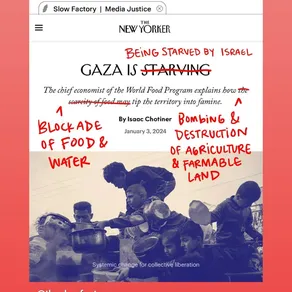 Slow Factory | Media Justice
THE
NEW YORKER
BEING STARVED BY ISRAEL
GAZA IS STARVING
The chief economist of the World Food Program explains how the
scarcity of food may tip the territory into famine.
By Isaac Chotiner
January 3, 2024
BLOCKADE
OF FOOD &
WATER
BOMBING &
DESTRUCTION
OF AGRICULTURE
& FARMABLE
LAND
Systemic change for collective liberation